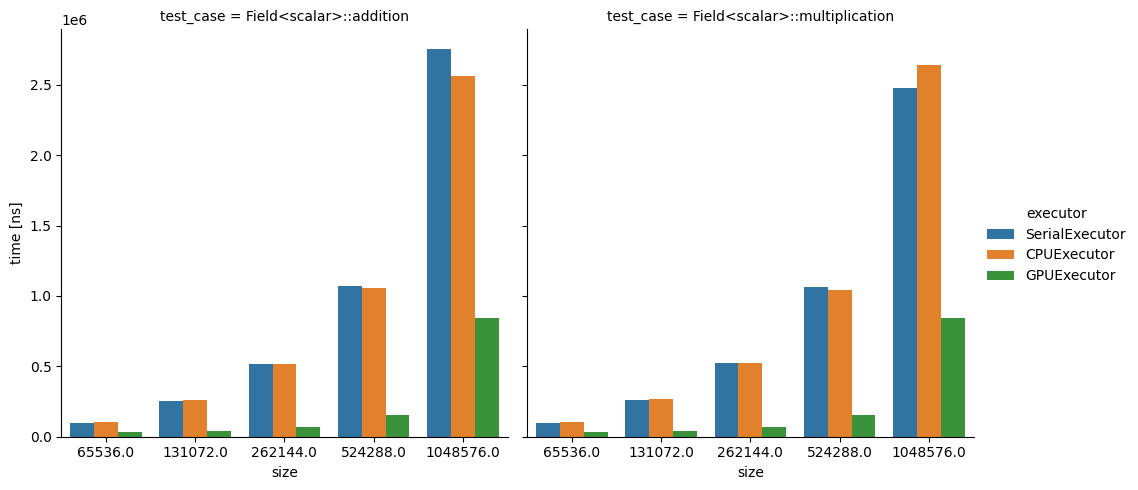 test_case = Field<scalar>::addition
test_case = Field<scalar>::multiplication
1e6
2.5
2.0
1.5
1.0
0.5
0.0
time [ns]
65536.0 131072.0 262144.0 524288.0 1048576.0
size
65536.0 131072.0 262144.0 524288.0 1048576.0
size
executor
SerialExecutor
CPUExecutor
GPUExecutor